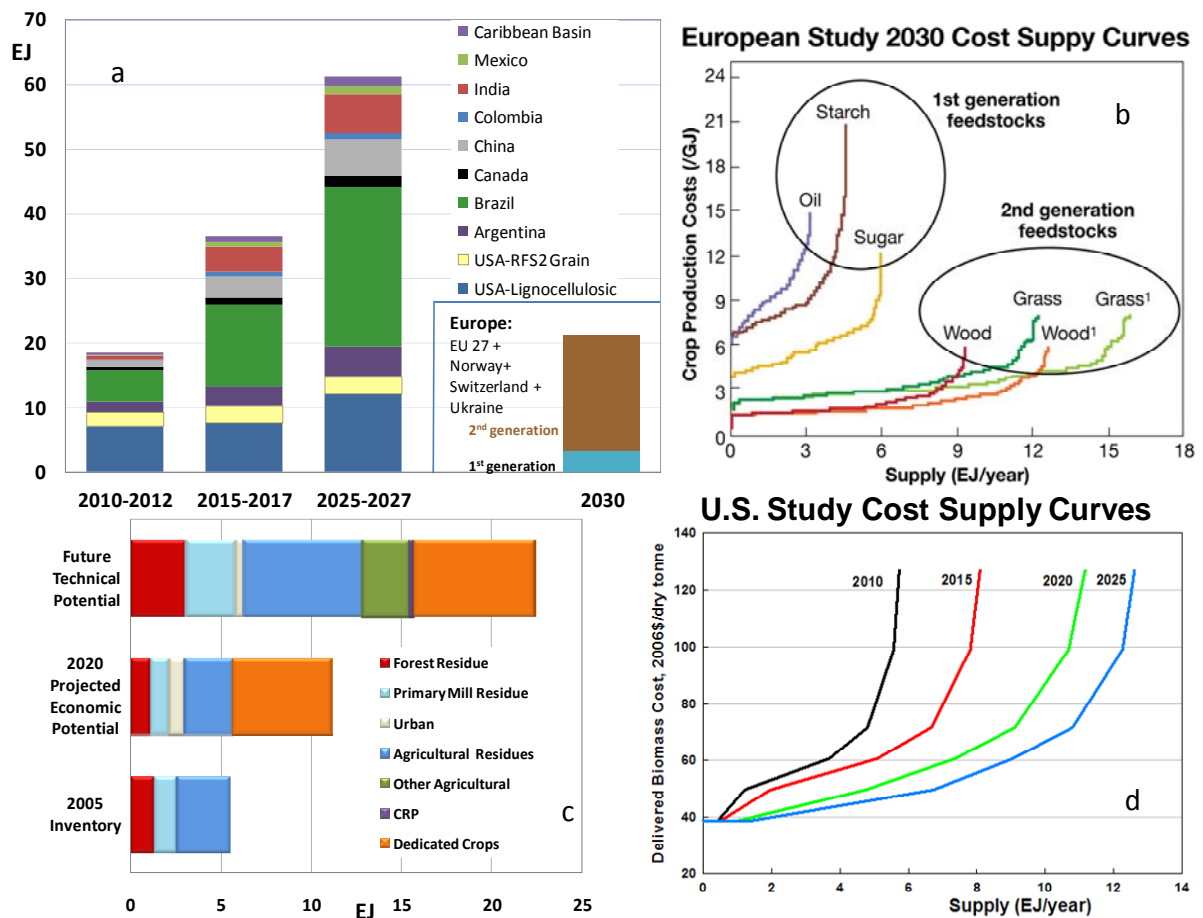 70
60
50
40
30
20
10
0
EJ
a
Caribbean Basin
Mexico
India
Colombia
China
Canada
Brazil
Argentina
USA-RFS2 Grain
USA-Lignocellulosic
Europe:
EU 27 +
Norway+
Switzerland +
Ukraine
2nd generation
1st generation
2010-2012
2015-2017
2025-2027
2030
European Study 2030 Cost Suppy Curves
24
21
18
15
12
9
6
3
0
Crop Production Costs (/GJ)
b
1st generation
feedstocks
Starch
Oil
Sugar
2nd generation
feedstocks
Grass
Grass1
Wood
Wood1
0 3 6 9 12 15 18
Supply (EJ/year)
Future
Technical
Potential
2020
Projected
Economic
Potential
2005
Inventory
Forest Residue
Primary Mill Residue
Urban
Agricultural Residues
Other Agricultural
CRP
Dedicated Crops
c
0 5 10 15 20 25
EJ
U.S. Study Cost Supply Curves
140
120
100
80
60
40
20
Delivered Biomass Cost, 2006$/dry tonne
2010
2015
2020
2025
d
0 2 4 6 8 10 12 14
Supply (EJ/year)